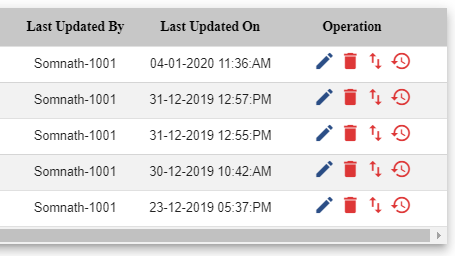 Last Updated By Last Updated On Operation
Somnath-1001 04-01-2020 11:36:AM
Somnath-1001 31-12-2019 12:57:PM
Somnath-1001 31-12-2019 12:55:PM
Somnath-1001 30-12-2019 10:42:AM
Somnath-1001 23-12-2019 05:37:PM